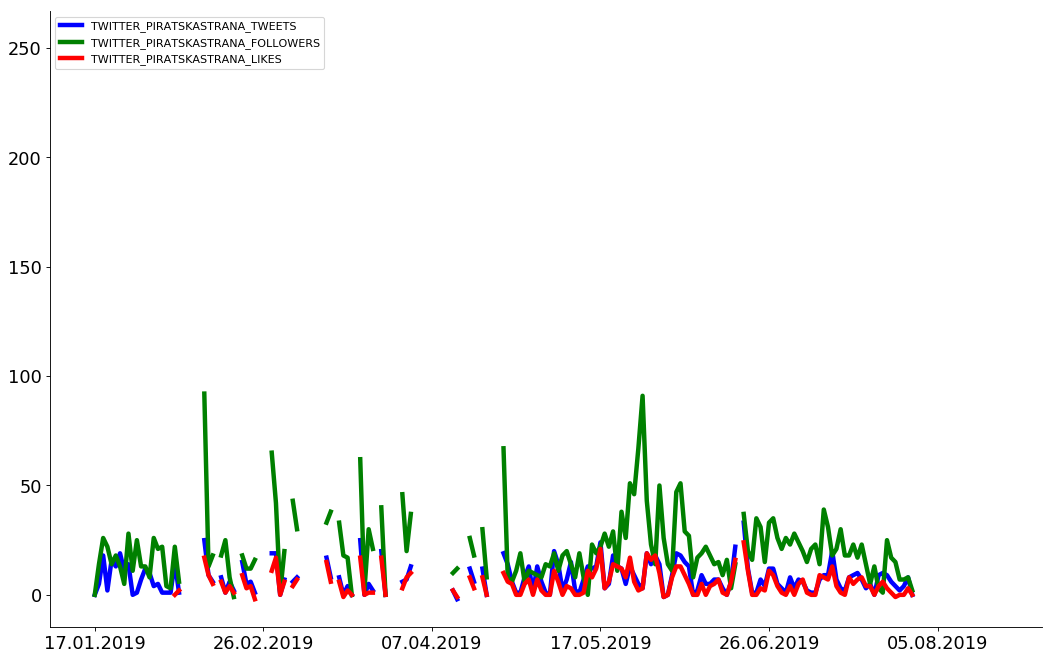 TWITTER_PIRATSKASTRANA_TWEETS
TWITTER_PIRATSKASTRANA_FOLLOWERS
TWITTER_PIRATSKASTRANA_LIKES
250
200
150
100
50
0
17.01.2019 26.02.2019 07.04.2019 17.05.2019 26.06.2019 05.08.2019